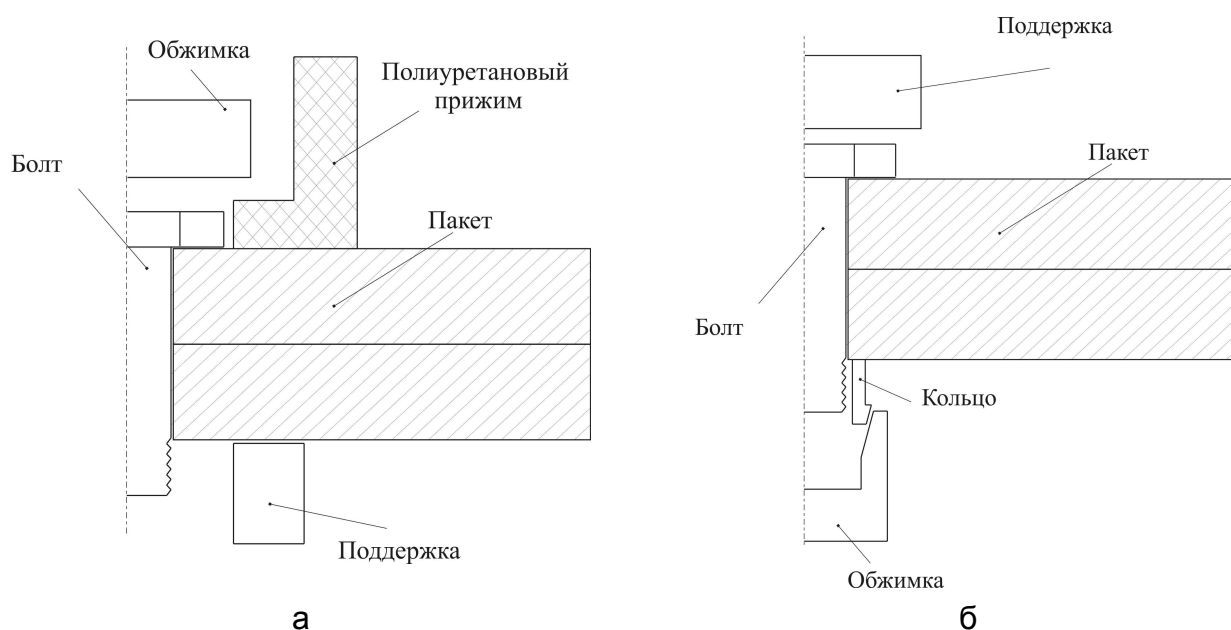 Обжимка
Полиуретановый
прижим
Болт
Пакет
Поддержка
а
Поддержка
Пакет
Болт
Кольцо
Обжимка
б